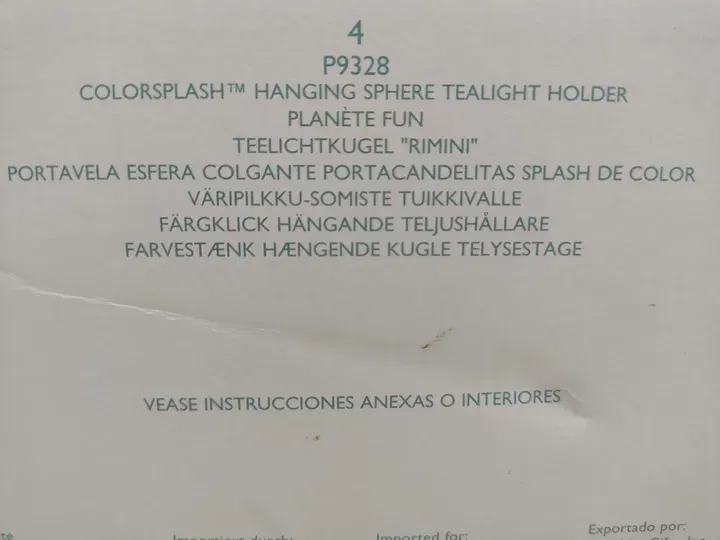 4
P9328
COLORSPLASH™ HANGING SPHERE TEALIGHT HOLDER
PLANÈTE FUN
TEELICHTKUGEL "RIMINI"
PORTAVELA ESFERA COLGANTE PORTACANDELITAS SPLASH DE COLOR
VÄRIPILKKU-SOMISTE TUIKKIVALLE
FÄRGKLICK HÄNGANDE TELJUSHÅLLARE
FARVESTÆNK HÆNGENDE KUGLE TELYSESTAGE
VEASE INSTRUCCIONES ANEXAS O INTERIORES
Imported for:
Exportado por: